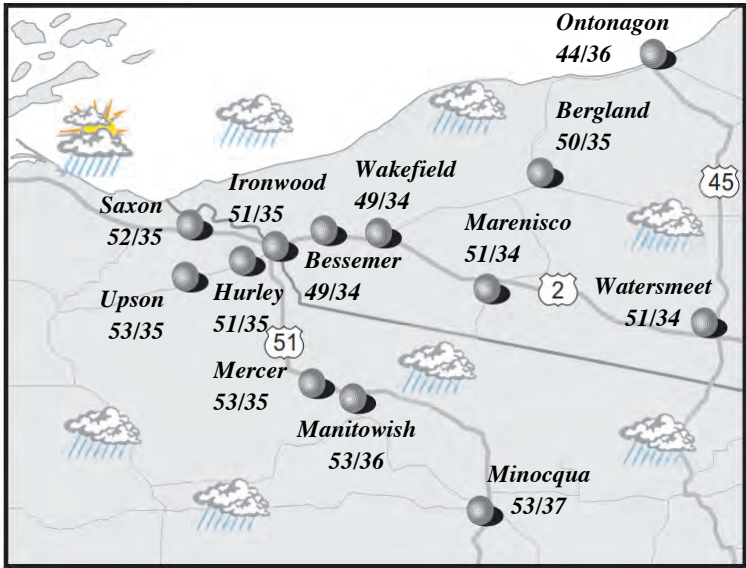 Ontonagon
44/36
Bergland
50/35
45
Wakefield
49/34
Ironwood
51/35
Saxon
52/35
Marenisco
51/34
Bessemer
49/34
Hurley
51/35
Upson
53/35
2
Watersmeet
51/34
51
Mercer
53/35
Manitowish
53/36
Minocqua
53/37